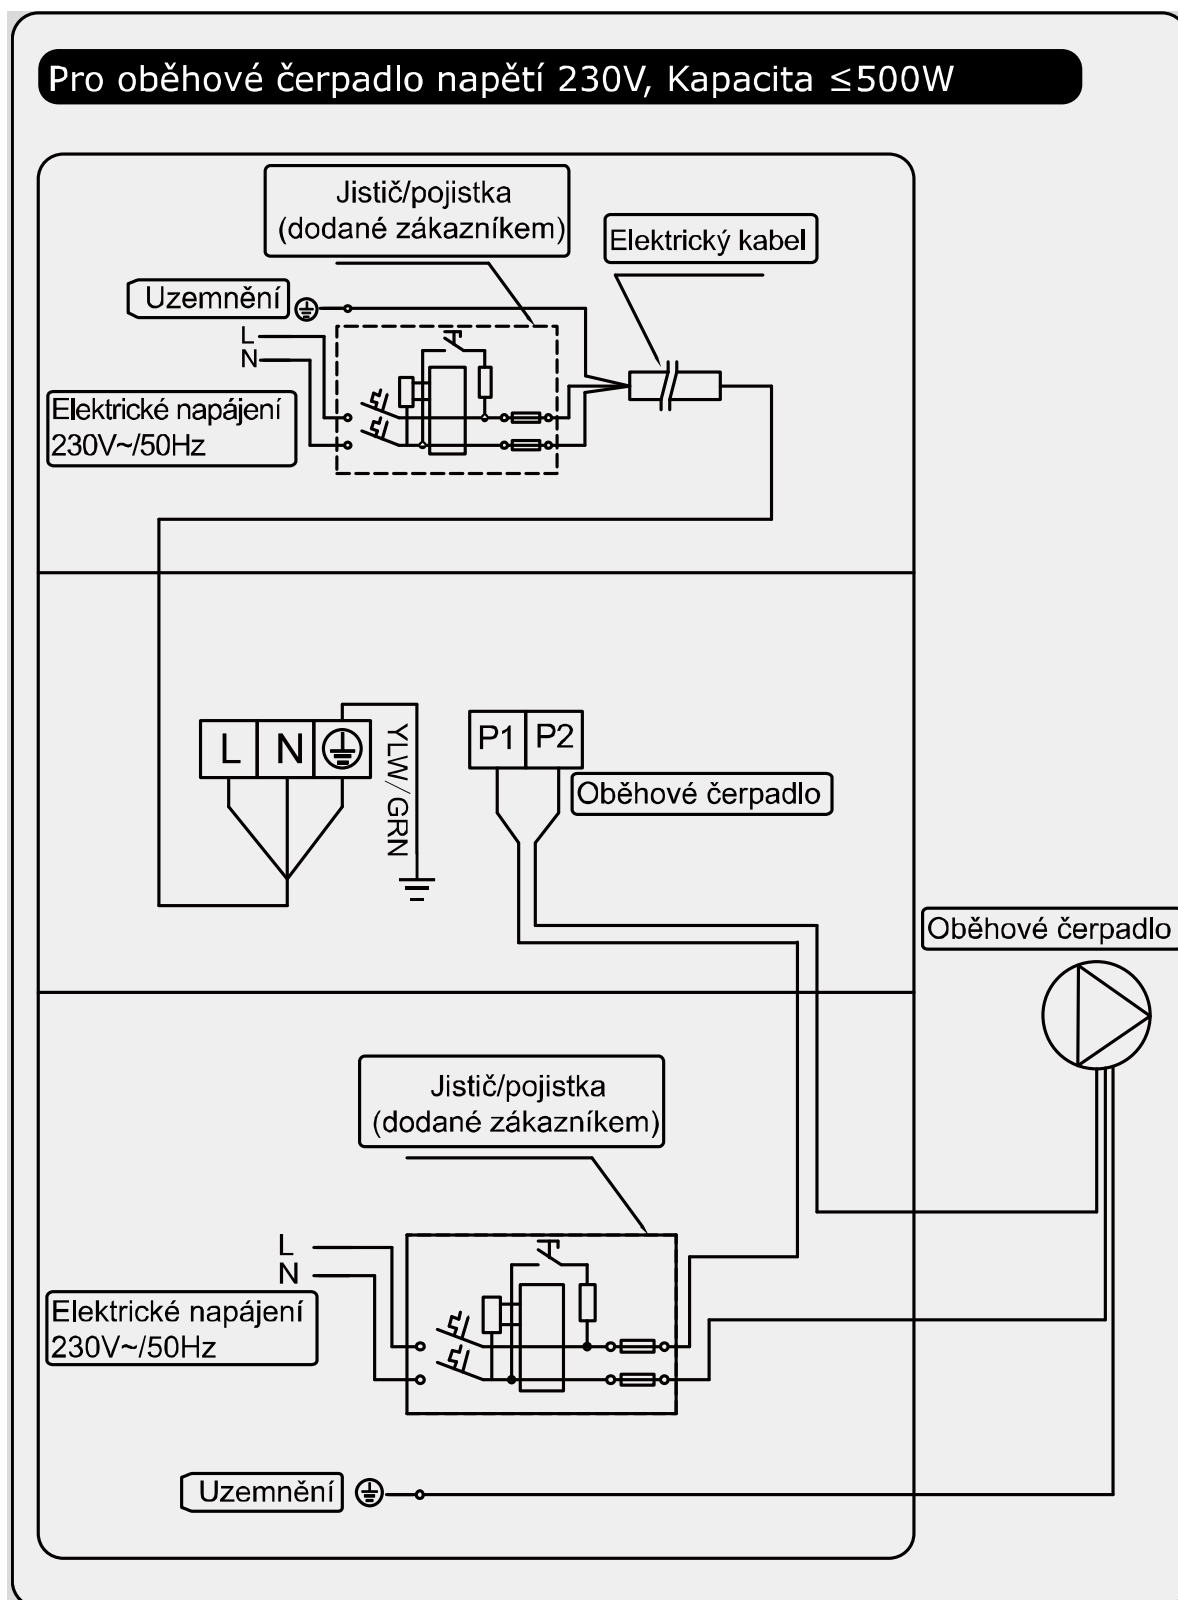 Pro oběhové čerpadlo napětí 230V, Kapacita ≤500W
Jistič/pojistka
(dodané zákazníkem)
Elektrický kabel
Uzemnění
L
N
Elektrické napájení
230V~/50Hz
L N
YLW/GRN
P1 P2
Oběhové čerpadlo
Oběhové čerpadlo
Jistič/pojistka
(dodané zákazníkem)
L
N
Elektrické napájení
230V~/50Hz
Uzemnění